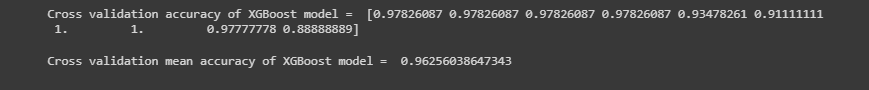 Cross validation accuracy of XGBoost model =  [0.97826087 0.97826087 0.97826087 0.97826087 0.93478261 0.91111111
 1.         1.         0.97777778 0.88888889]
Cross validation mean accuracy of XGBoost model =  0.96256038647343